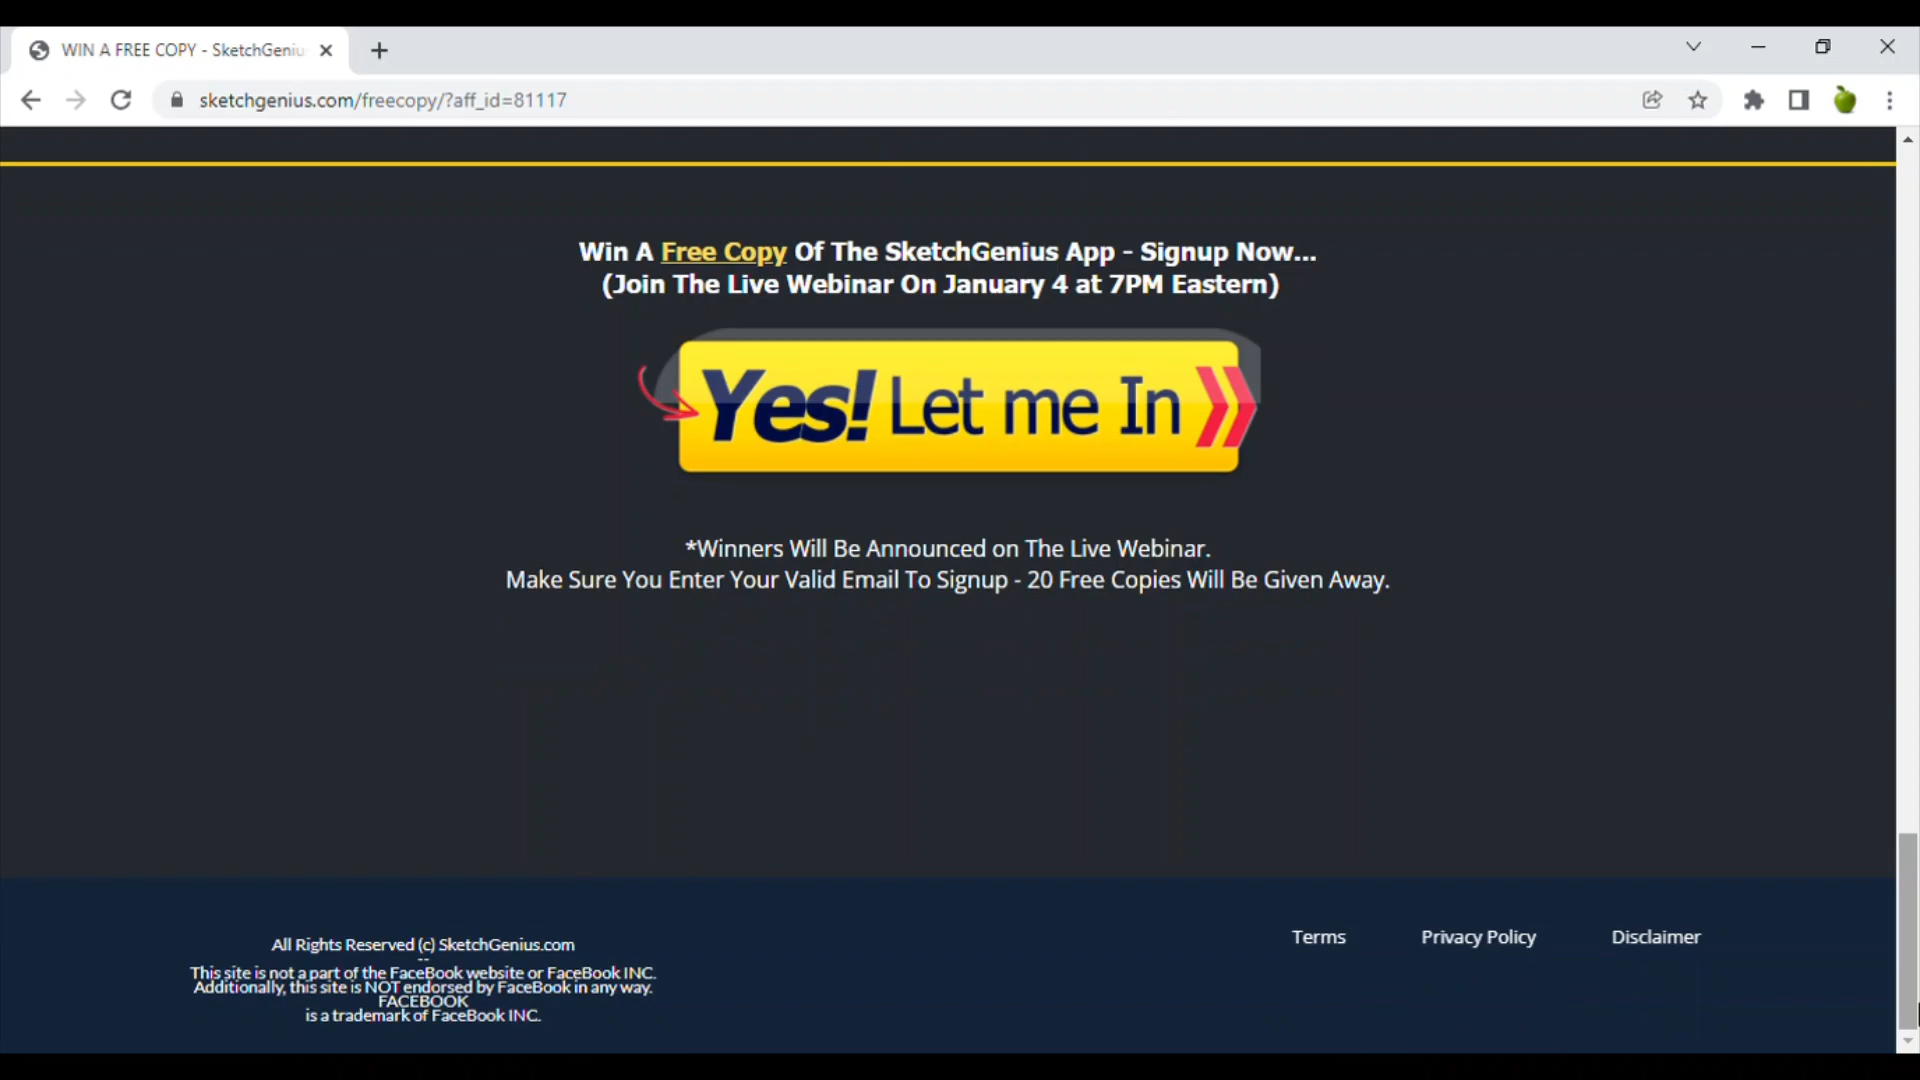 WIN A FREE COPY - SketchGeniu
sketchgenius.com/freecopy/?aff_id=81117
Win A Free Copy Of The SketchGenius App - Signup Now...
(Join The Live Webinar On January 4 at 7PM Eastern)
Yes! Let me In
*Winners Will Be Announced on The Live Webinar.
Make Sure You Enter Your Valid Email To Signup - 20 Free Copies Will Be Given Away.
All Rights Reserved (c) SketchGenius.com
--
This site is not a part of the FaceBook website or FaceBook INC.
Additionally, this site is NOT endorsed by FaceBook in any way.
FACEBOOK
is a trademark of FaceBook INC.
Terms
Privacy Policy
Disclaimer